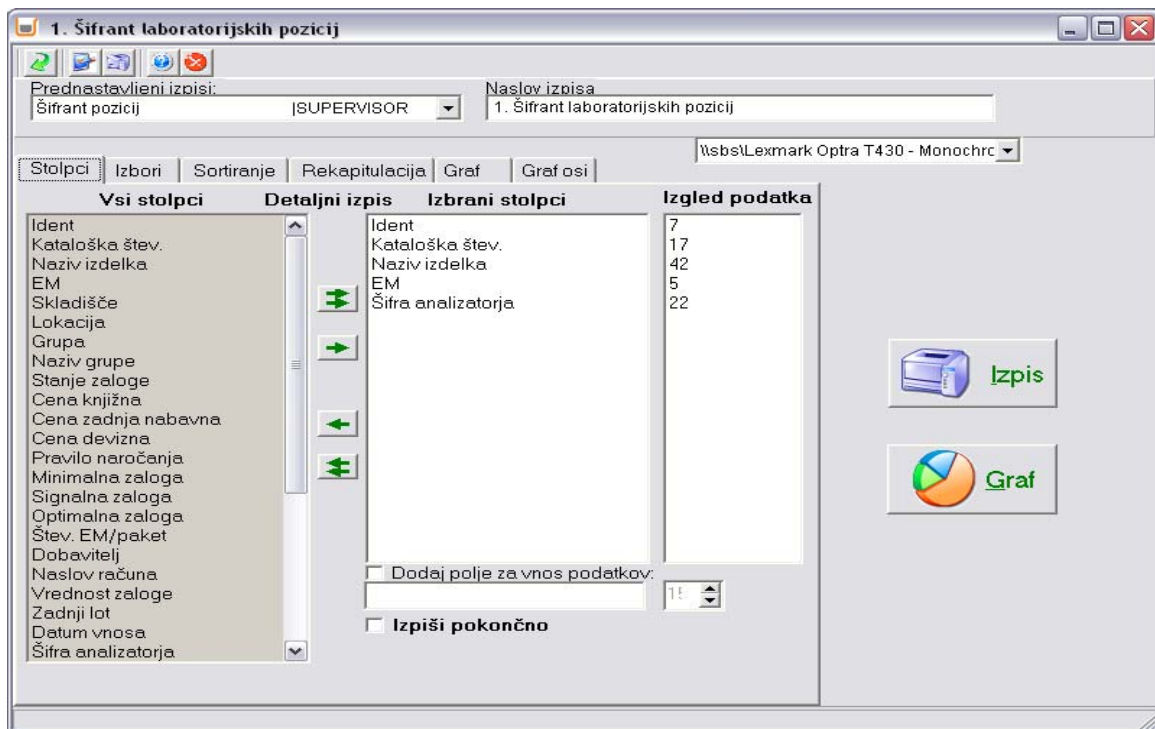 1. Šifrant laboratorijskih pozicij
Prednastavljeni izpisi:
Naslov izpisa
Šifrant pozicij |SUPERVISOR
1. Šifrant laboratorijskih pozicij
\\sbs\Lexmark Optra T430 - Monochrc
Stolpci Izbori Sortiranje Rekapitulacija Graf Graf osi
Vsi stolpci Detaljni izpis Izbrani stolpci Izgled podatka
Ident
Kataloška štev.
Naziv izdelka
EM
Skladišče
Lokacija
Grupa
Naziv grupe
Stanje zaloge
Cena knjižna
Cena zadnja nabavna
Cena devizna
Pravilo naročanja
Minimalna zaloga
Signalna zaloga
Optimalna zaloga
Štev. EM/paket
Dobavitelj
Naslov računa
Vrednost zaloge
Zadnji lot
Datum vnosa
Šifra analizatorja
Ident
Kataloška štev.
Naziv izdelka
EM
Šifra analizatorja
7
17
42
5
22
Dodaj polje za vnos podatkov:
Izpiši pokončno
Izpis
Graf